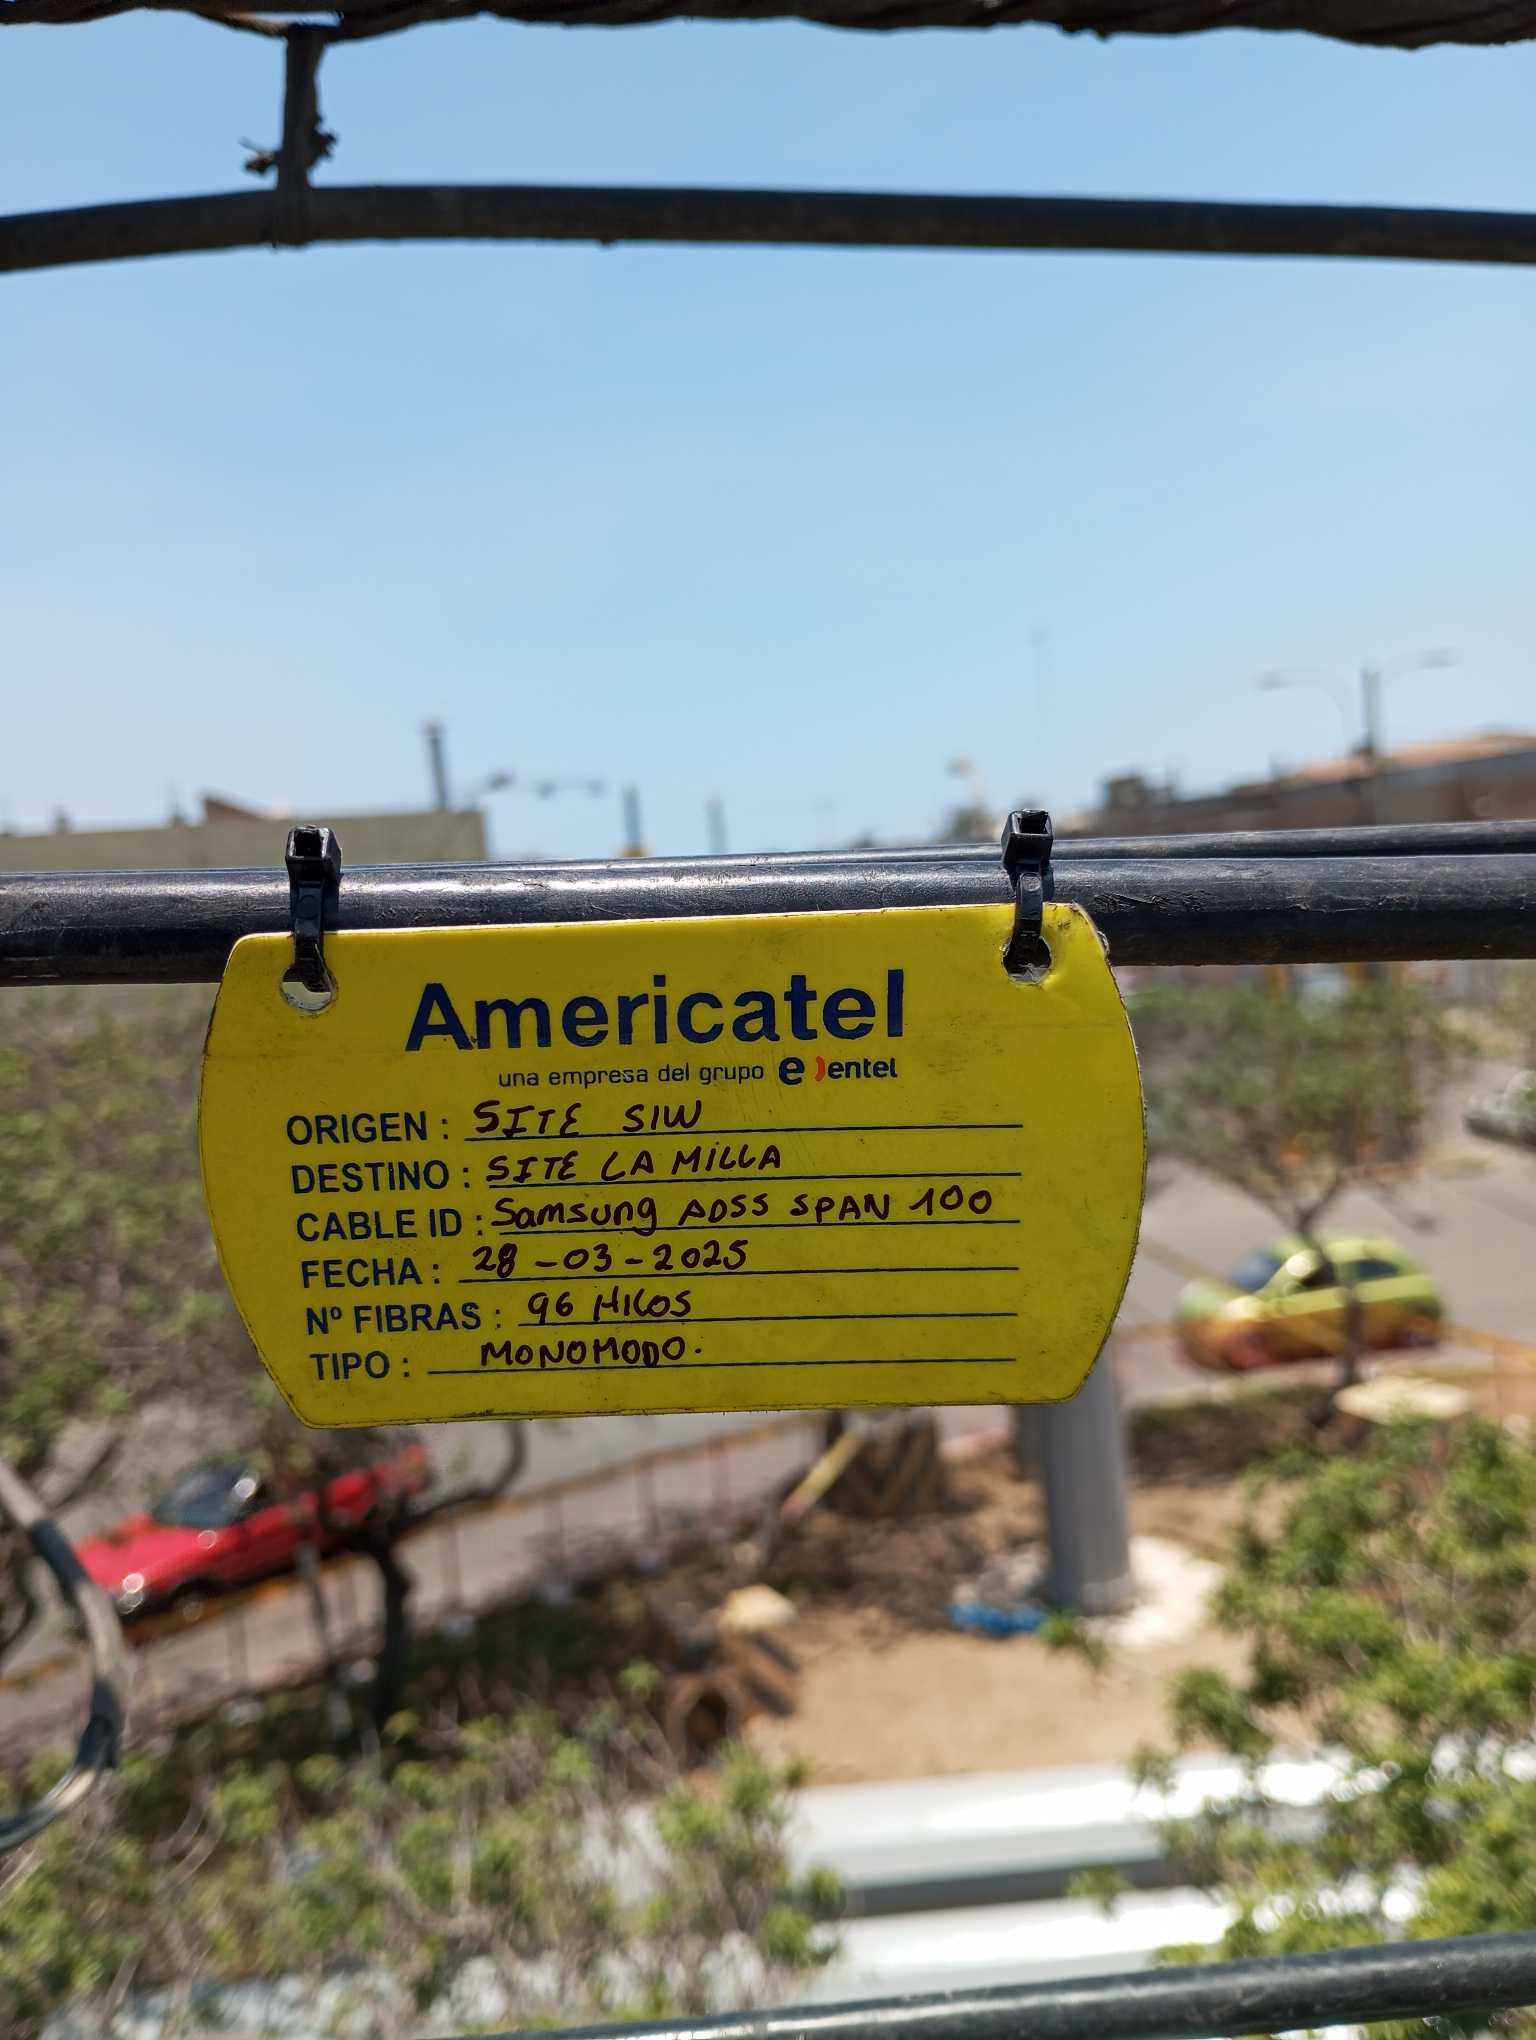 Americatel
una empresa del grupo e) entel
ORIGEN : SITE SIW
DESTINO : SITE LA MILLA
CABLE ID : Samsung ADSS SPAN 100
FECHA : 28-03-2025
Nº FIBRAS : 96 HILOS
TIPO : MONOMODO.